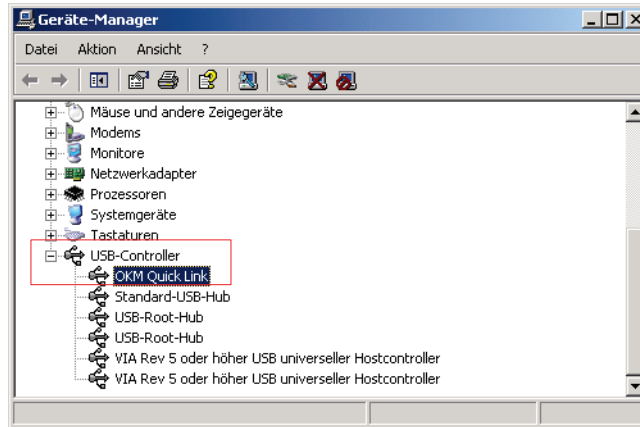 Geräte-Manager
Datei Aktion Ansicht ?
Mäuse und andere Zeigegeräte
Modems
Monitore
Netzwerkadapter
Prozessoren
Systemgeräte
Tastaturen
USB-Controller
OKM Quick Link
Standard-USB-Hub
USB-Root-Hub
USB-Root-Hub
VIA Rev 5 oder höher USB universeller Hostcontroller
VIA Rev 5 oder höher USB universeller Hostcontroller